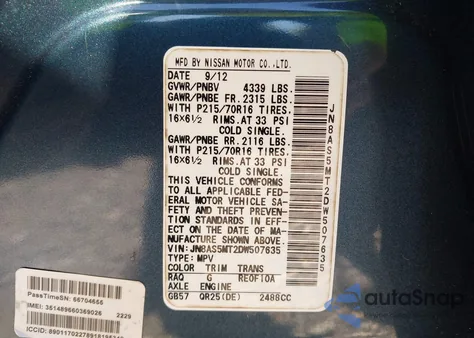 MFD BY NISSAN MOTOR CO.,LTD.
DATE 9/12
GVWR/PNBV 4339 LBS.
GAWR/PNBE FR. 2315 LBS.
WITH P215/70R16 TIRES.
16X6½ RIMS.AT 33 PSI
COLD SINGLE.
GAWR/PNBE RR. 2116 LBS.
WITH P215/70R16 TIRES.
16X6½ RIMS.AT 33 PSI
COLD SINGLE.
THIS VEHICLE CONFORMS
TO ALL APPLICABLE FED-
ERAL MOTOR VEHICLE SA-
FETY AND THEFT PREVEN-
TION STANDARDS IN EFF-
ECT ON THE DATE OF MA-
NUFACTURE SHOWN ABOVE.
VIN: JN8AS5MT2DW507635
TYPE: MPV
COLOR TRIM TRANS
RAQ G RE0F10A
AXLE ENGINE
GB57 QR25(DE) 2488CC
JN8AS5MT2DW507635
PassTimeSN: 66704656
IMEI: 351489660369026 2229
autoSnap